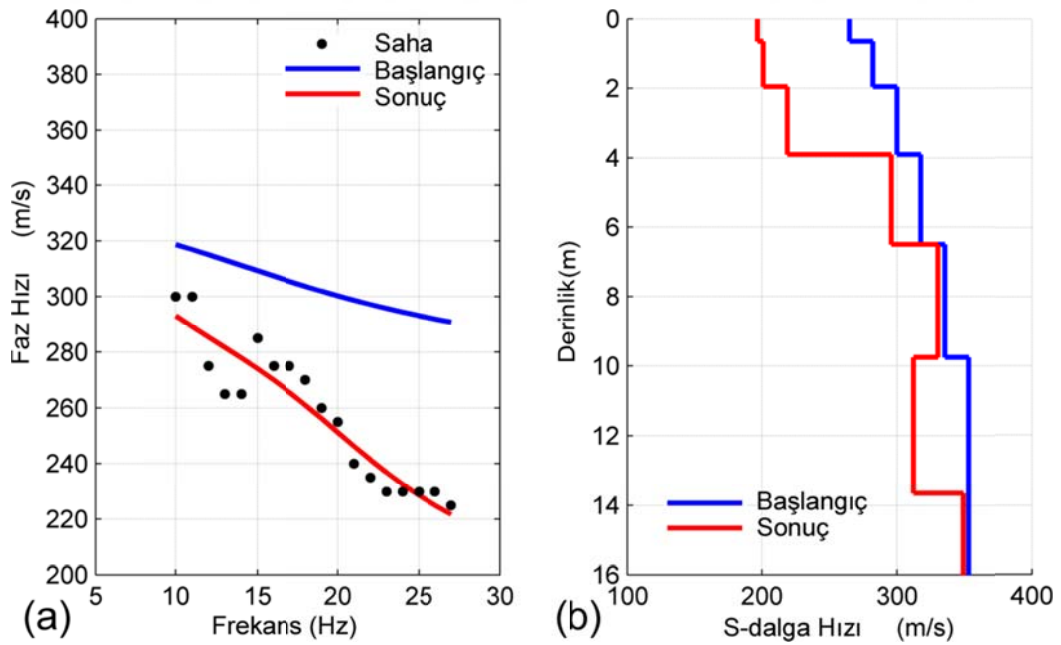 400
380
360
340
320
300
280
260
240
220
200
5
10
15
20
25
30
Faz Hızı (m/s)
Frekans (Hz)
Saha
Başlangıç
Sonuç
(a)
0
2
4
6
8
10
12
14
16
100
200
300
400
Derinlik(m)
S-dalga Hızı (m/s)
Başlangıç
Sonuç
(b)